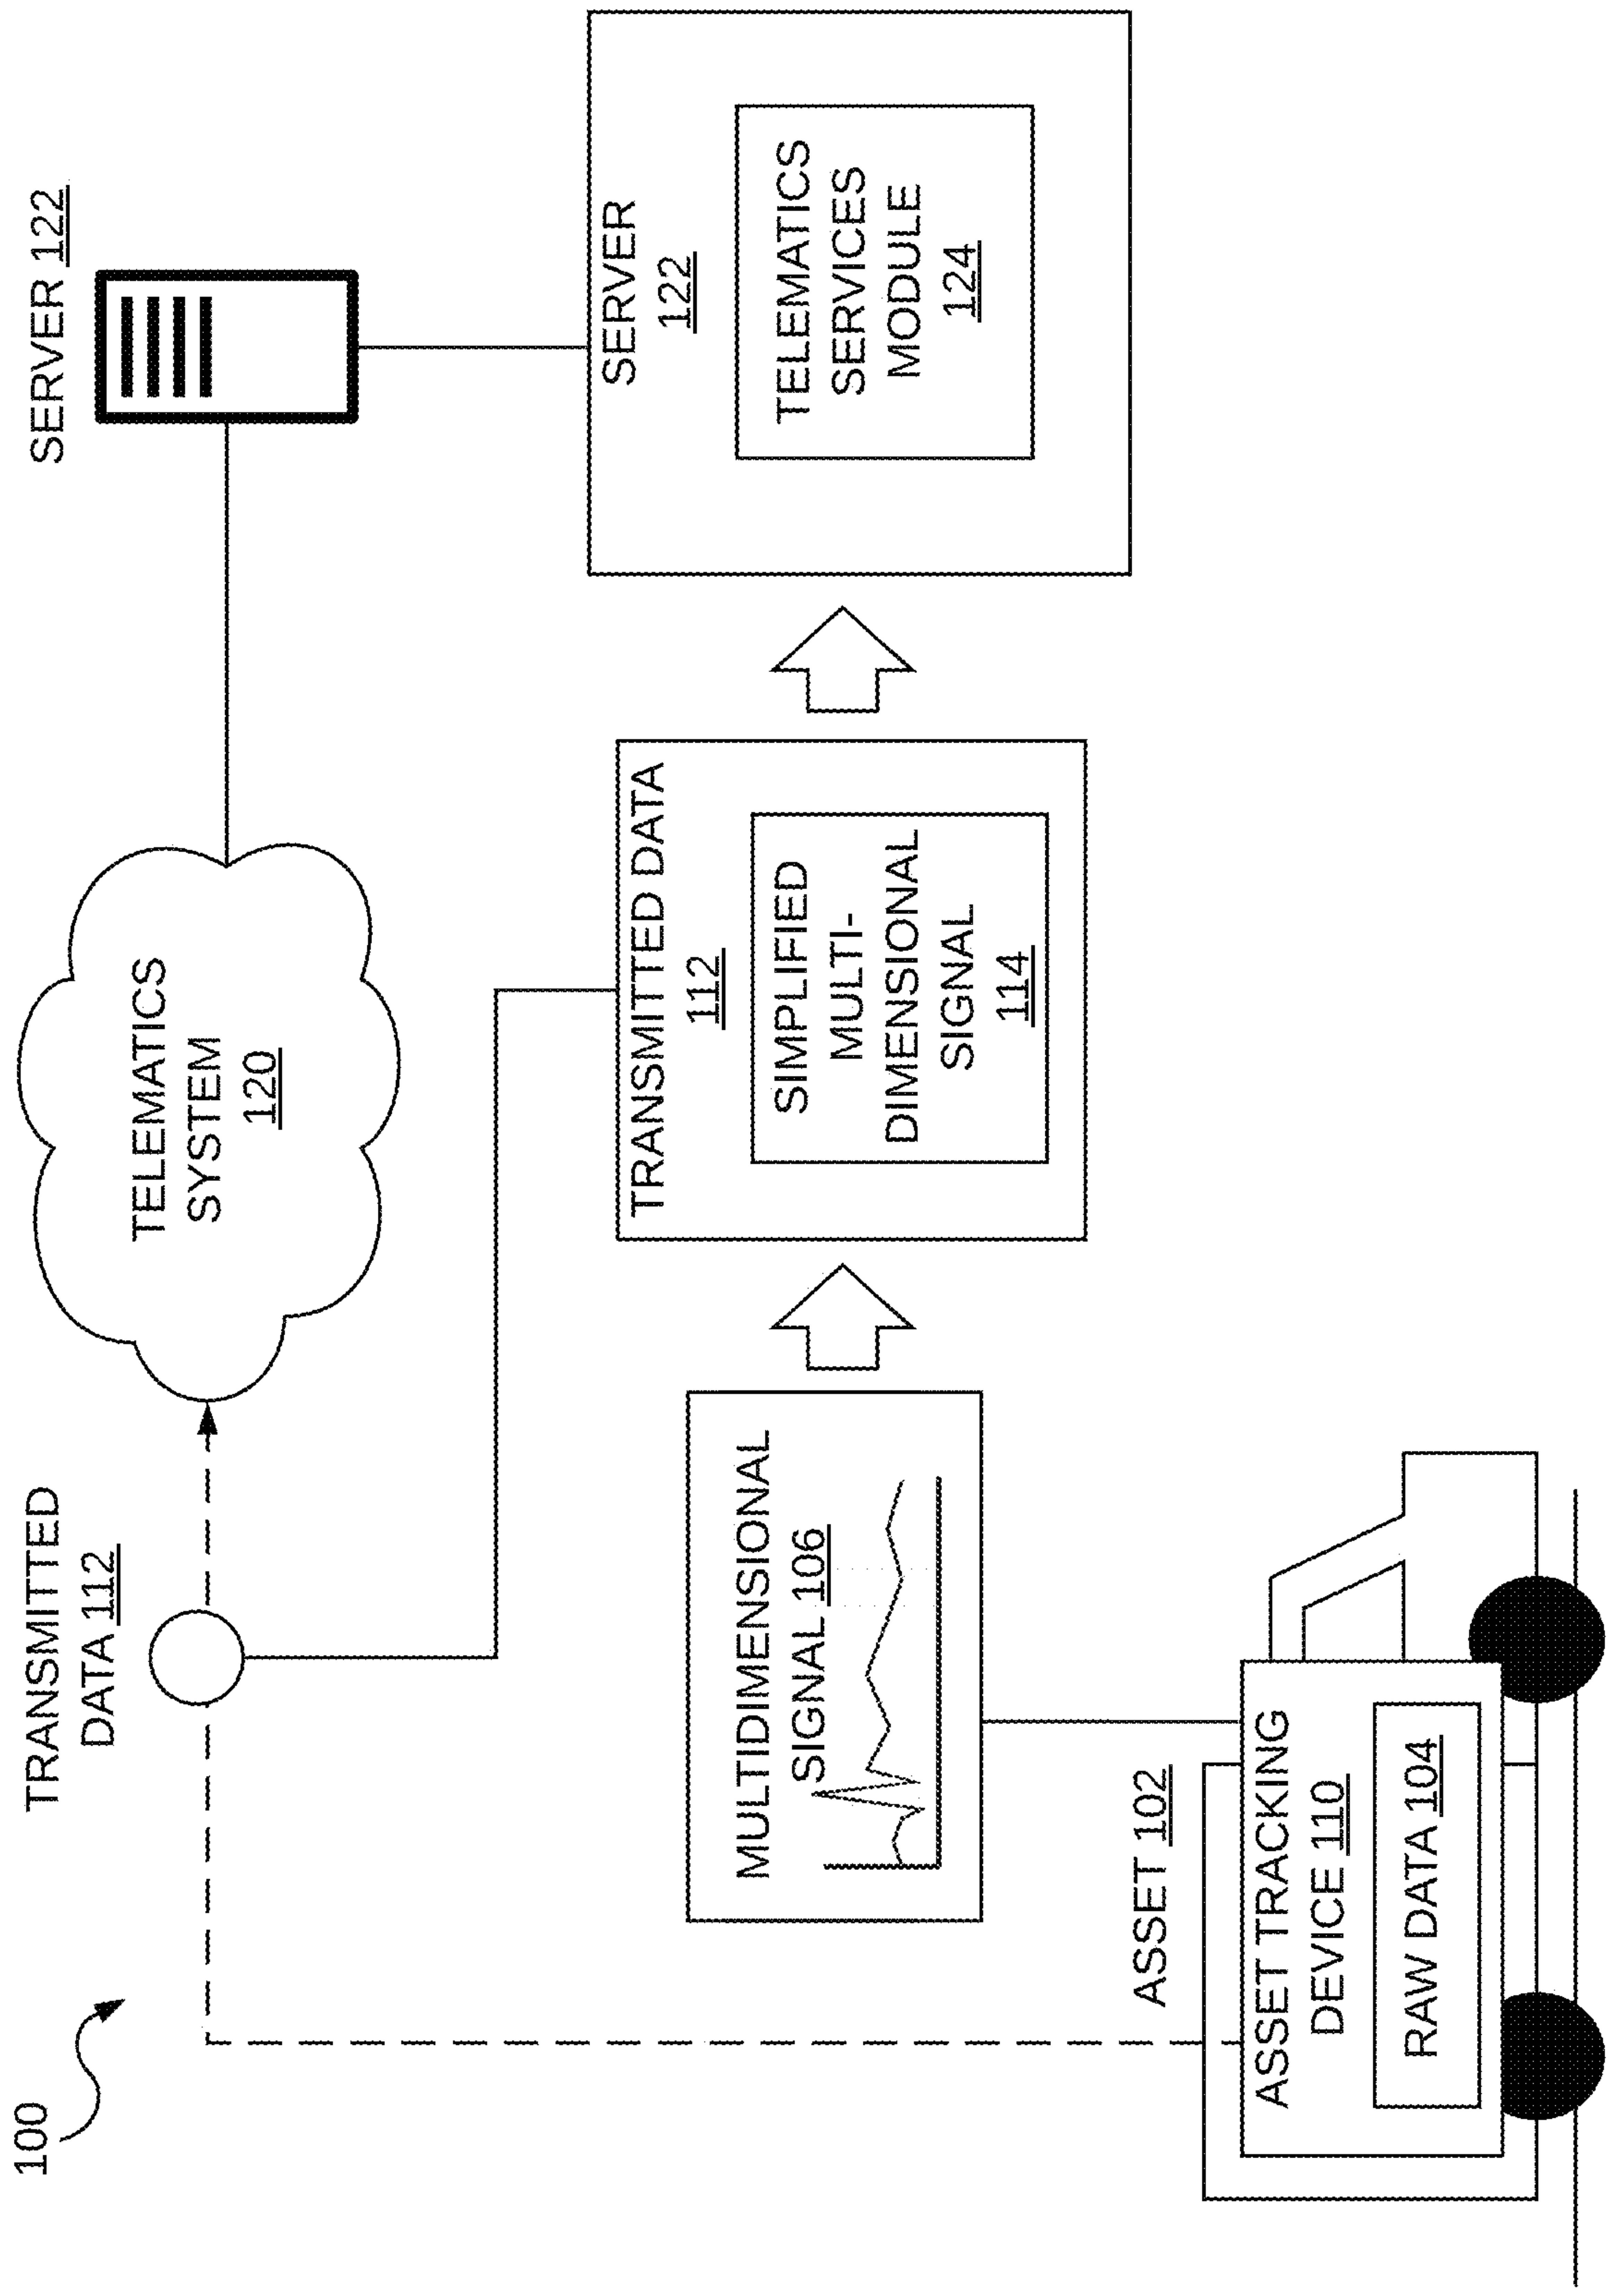 100
TRANSMITTED
DATA 112
TELEMATICS
SYSTEM
120
SERVER 122
MULTIDIMENSIONAL
SIGNAL 106
TRANSMITTED DATA
112
SIMPLIFIED
MULTI-
DIMENSIONAL
SIGNAL
114
SERVER
122
TELEMATICS
SERVICES
MODULE
124
ASSET 102
ASSET TRACKING
DEVICE 110
RAW DATA 104